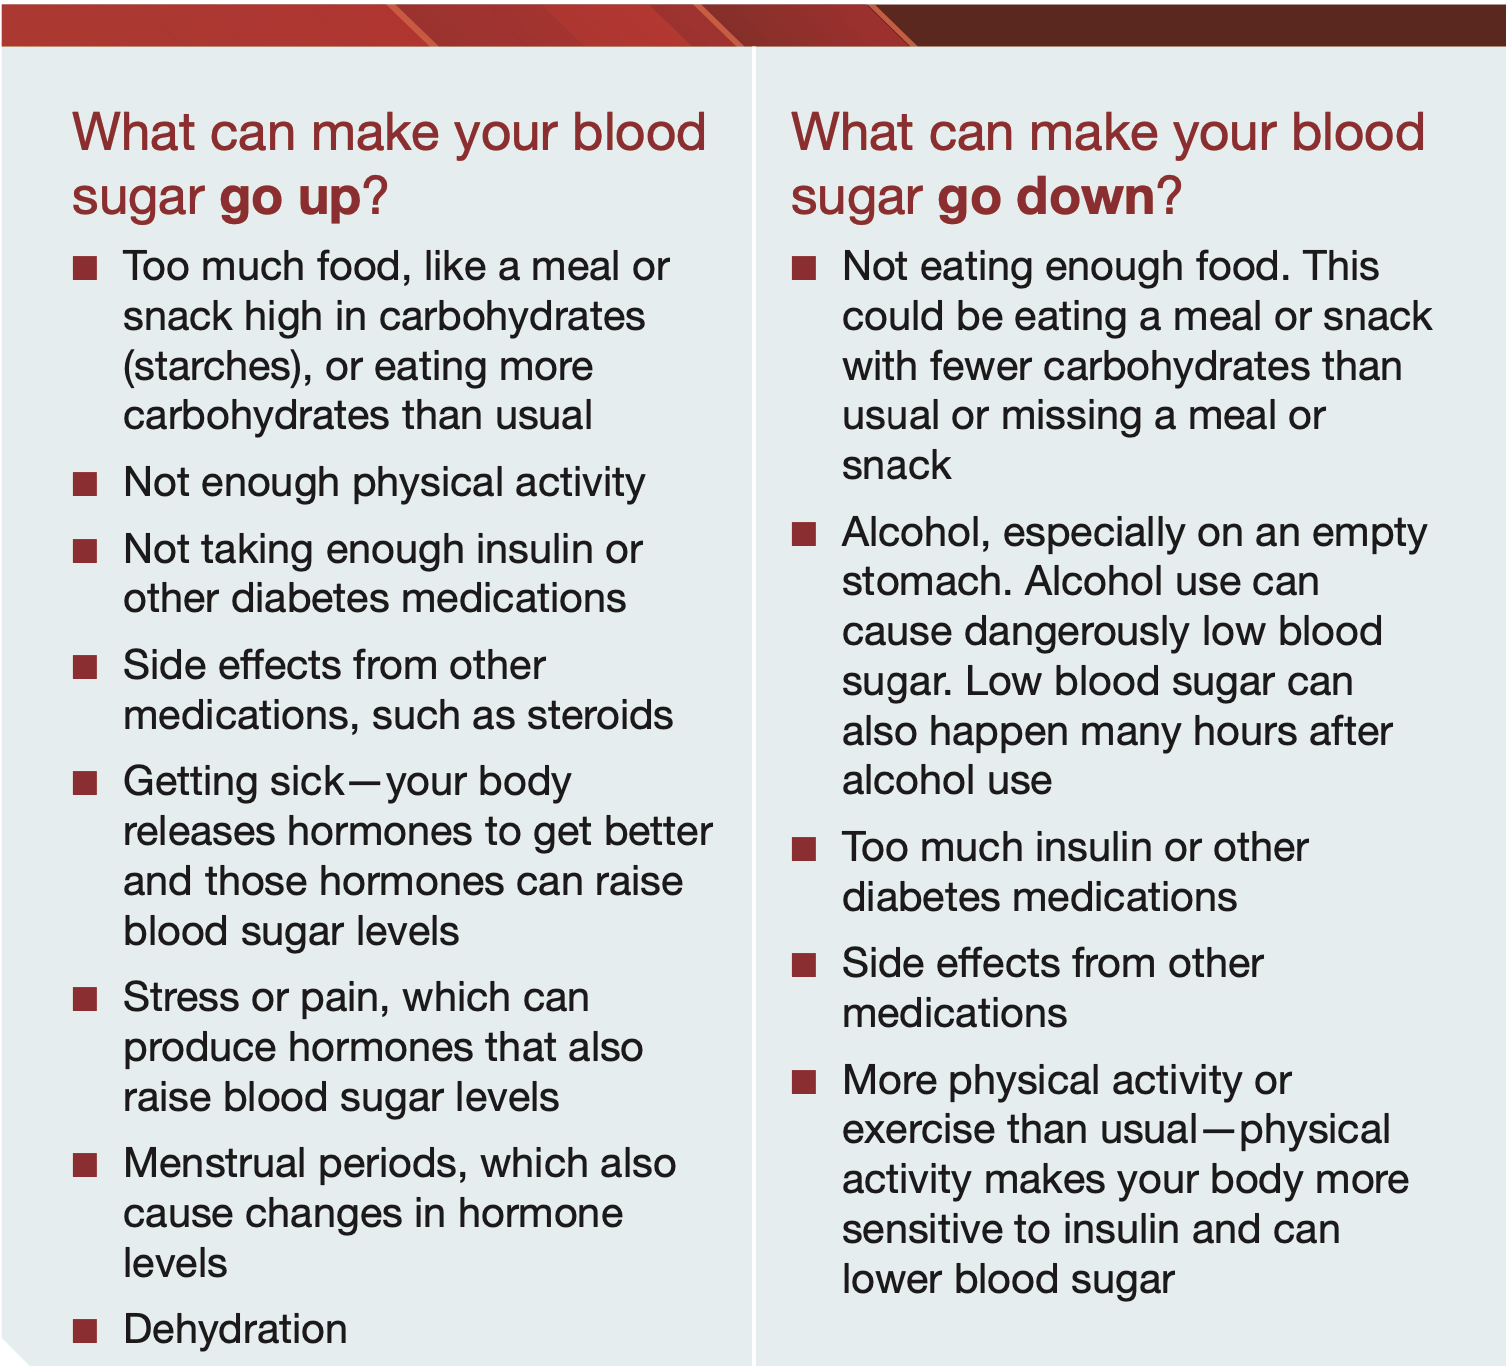 What can make your blood
sugar go up?
■ Too much food, like a meal or
snack high in carbohydrates
(starches), or eating more
carbohydrates than usual
■ Not enough physical activity
■ Not taking enough insulin or
other diabetes medications
■ Side effects from other
medications, such as steroids
■ Getting sick—your body
releases hormones to get better
and those hormones can raise
blood sugar levels
■ Stress or pain, which can
produce hormones that also
raise blood sugar levels
■ Menstrual periods, which also
cause changes in hormone
levels
■ Dehydration
What can make your blood
sugar go down?
■ Not eating enough food. This
could be eating a meal or snack
with fewer carbohydrates than
usual or missing a meal or
snack
■ Alcohol, especially on an empty
stomach. Alcohol use can
cause dangerously low blood
sugar. Low blood sugar can
also happen many hours after
alcohol use
■ Too much insulin or other
diabetes medications
■ Side effects from other
medications
■ More physical activity or
exercise than usual—physical
activity makes your body more
sensitive to insulin and can
lower blood sugar